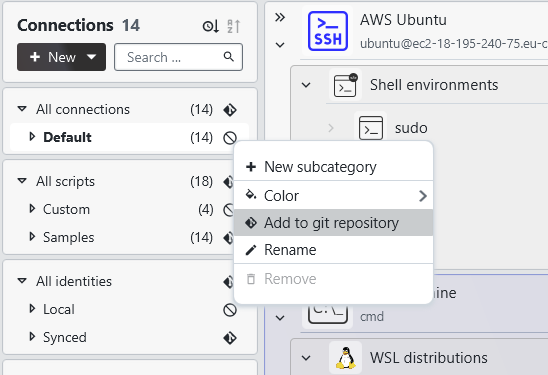 Connections 14
New
Search ...
All connections (14)
Default (14)
All scripts (18)
Custom (4)
Samples (14)
All identities
Local
Synced
New subcategory
Color
Add to git repository
Rename
Remove
SSH
AWS Ubuntu
ubuntu@ec2-18-195-240-75.eu-c
Shell environments
sudo
ine
cmd
WSL distributions